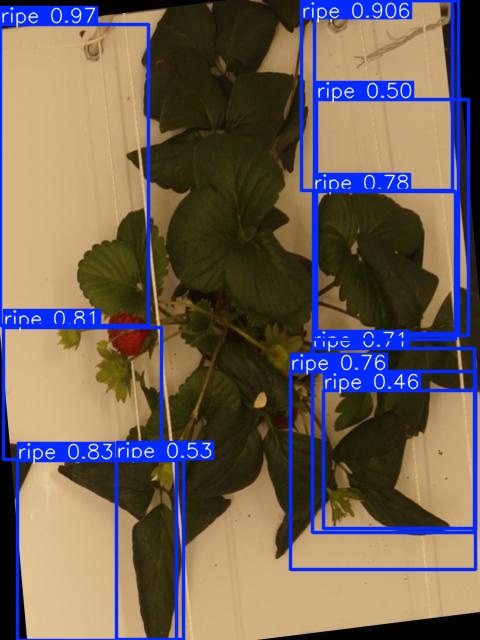 ripe 0.97
ripe 0.906
ripe 0.50
ripe 0.78
ripe 0.81
ripe 0.71
ripe 0.76
ripe 0.46
ripe 0.83
ripe 0.53